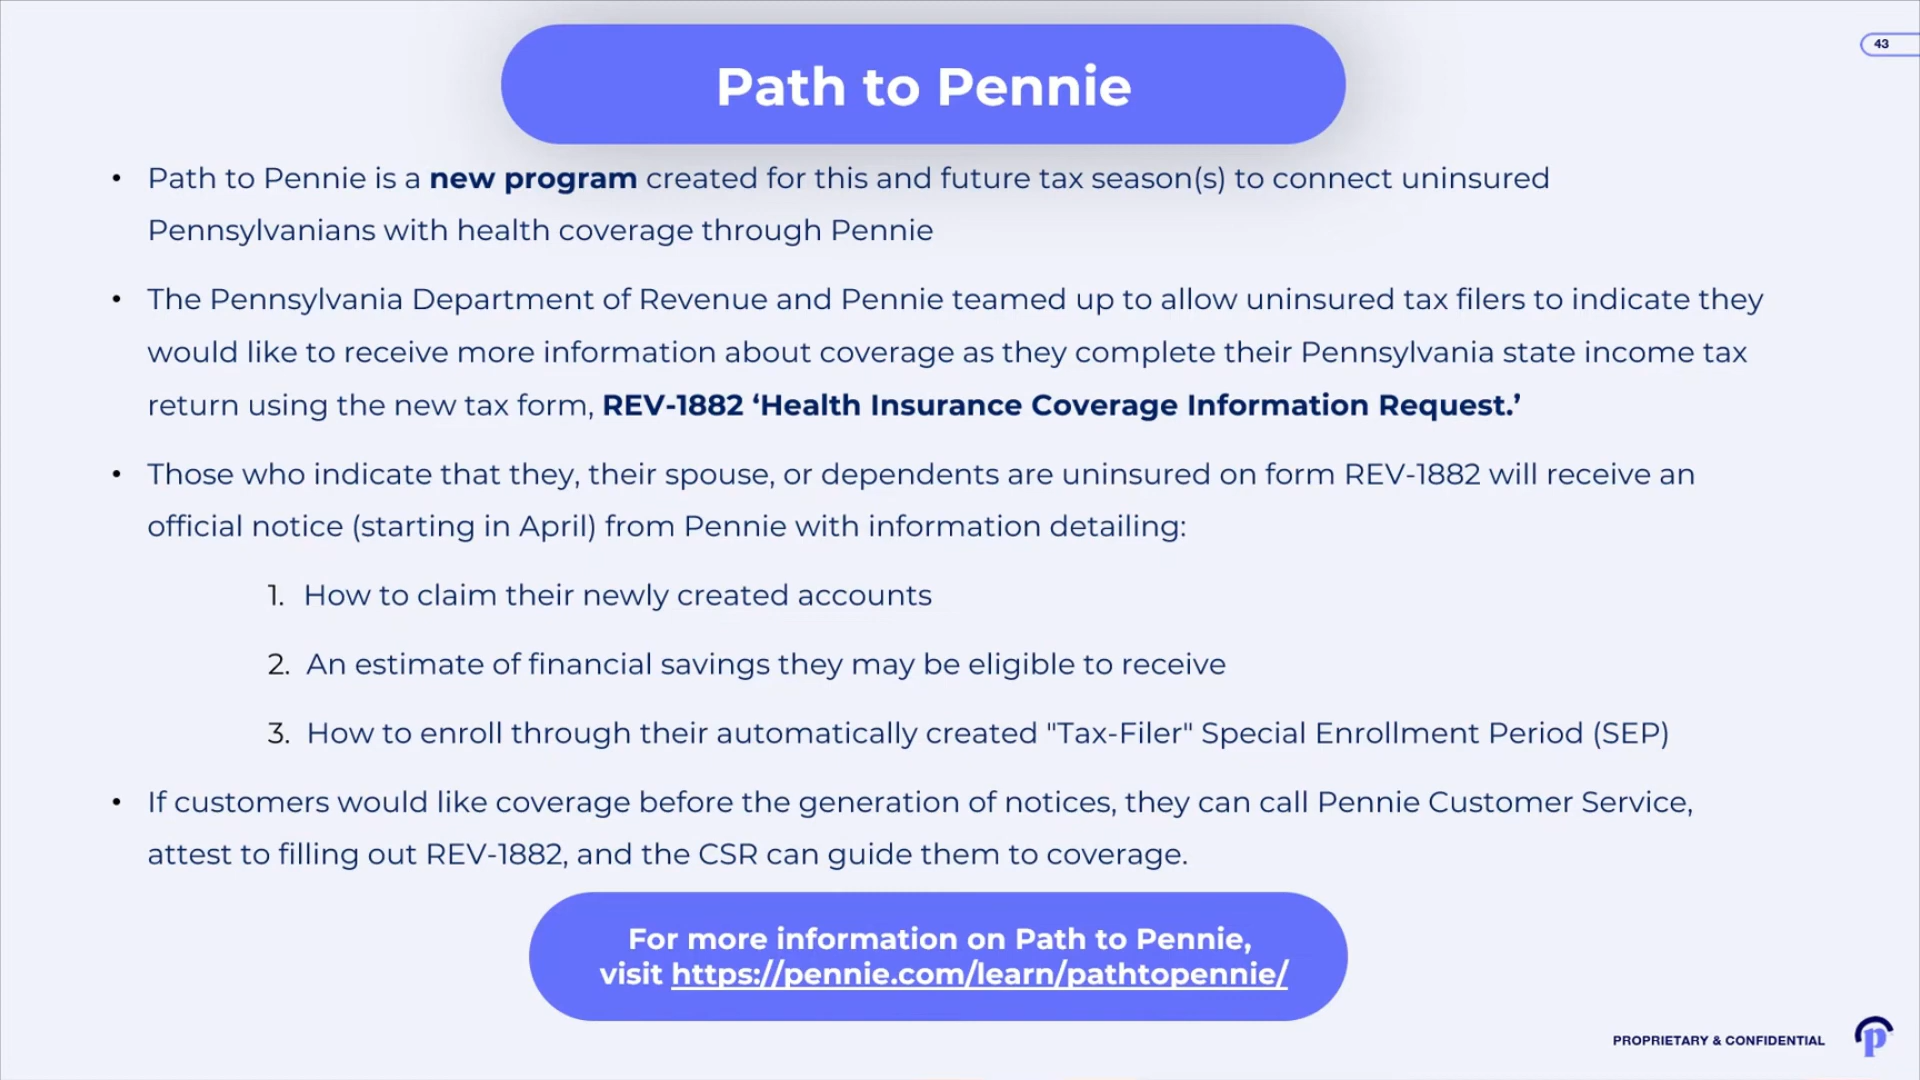 43
Path to Pennie
• Path to Pennie is a new program created for this and future tax season(s) to connect uninsured
Pennsylvanians with health coverage through Pennie
• The Pennsylvania Department of Revenue and Pennie teamed up to allow uninsured tax filers to indicate they
would like to receive more information about coverage as they complete their Pennsylvania state income tax
return using the new tax form, REV-1882 ‘Health Insurance Coverage Information Request.’
• Those who indicate that they, their spouse, or dependents are uninsured on form REV-1882 will receive an
official notice (starting in April) from Pennie with information detailing:
1. How to claim their newly created accounts
2. An estimate of financial savings they may be eligible to receive
3. How to enroll through their automatically created "Tax-Filer" Special Enrollment Period (SEP)
• If customers would like coverage before the generation of notices, they can call Pennie Customer Service,
attest to filling out REV-1882, and the CSR can guide them to coverage.
For more information on Path to Pennie,
visit https://pennie.com/learn/pathtopennie/
PROPRIETARY & CONFIDENTIAL
p